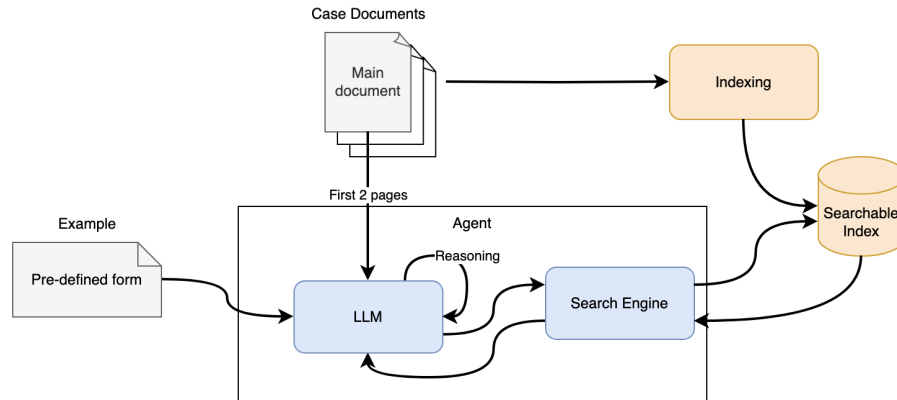 Case Documents
Main
document
Indexing
First 2 pages
Searchable
Index
Example
Agent
Pre-defined form
Reasoning
LLM
Search Engine